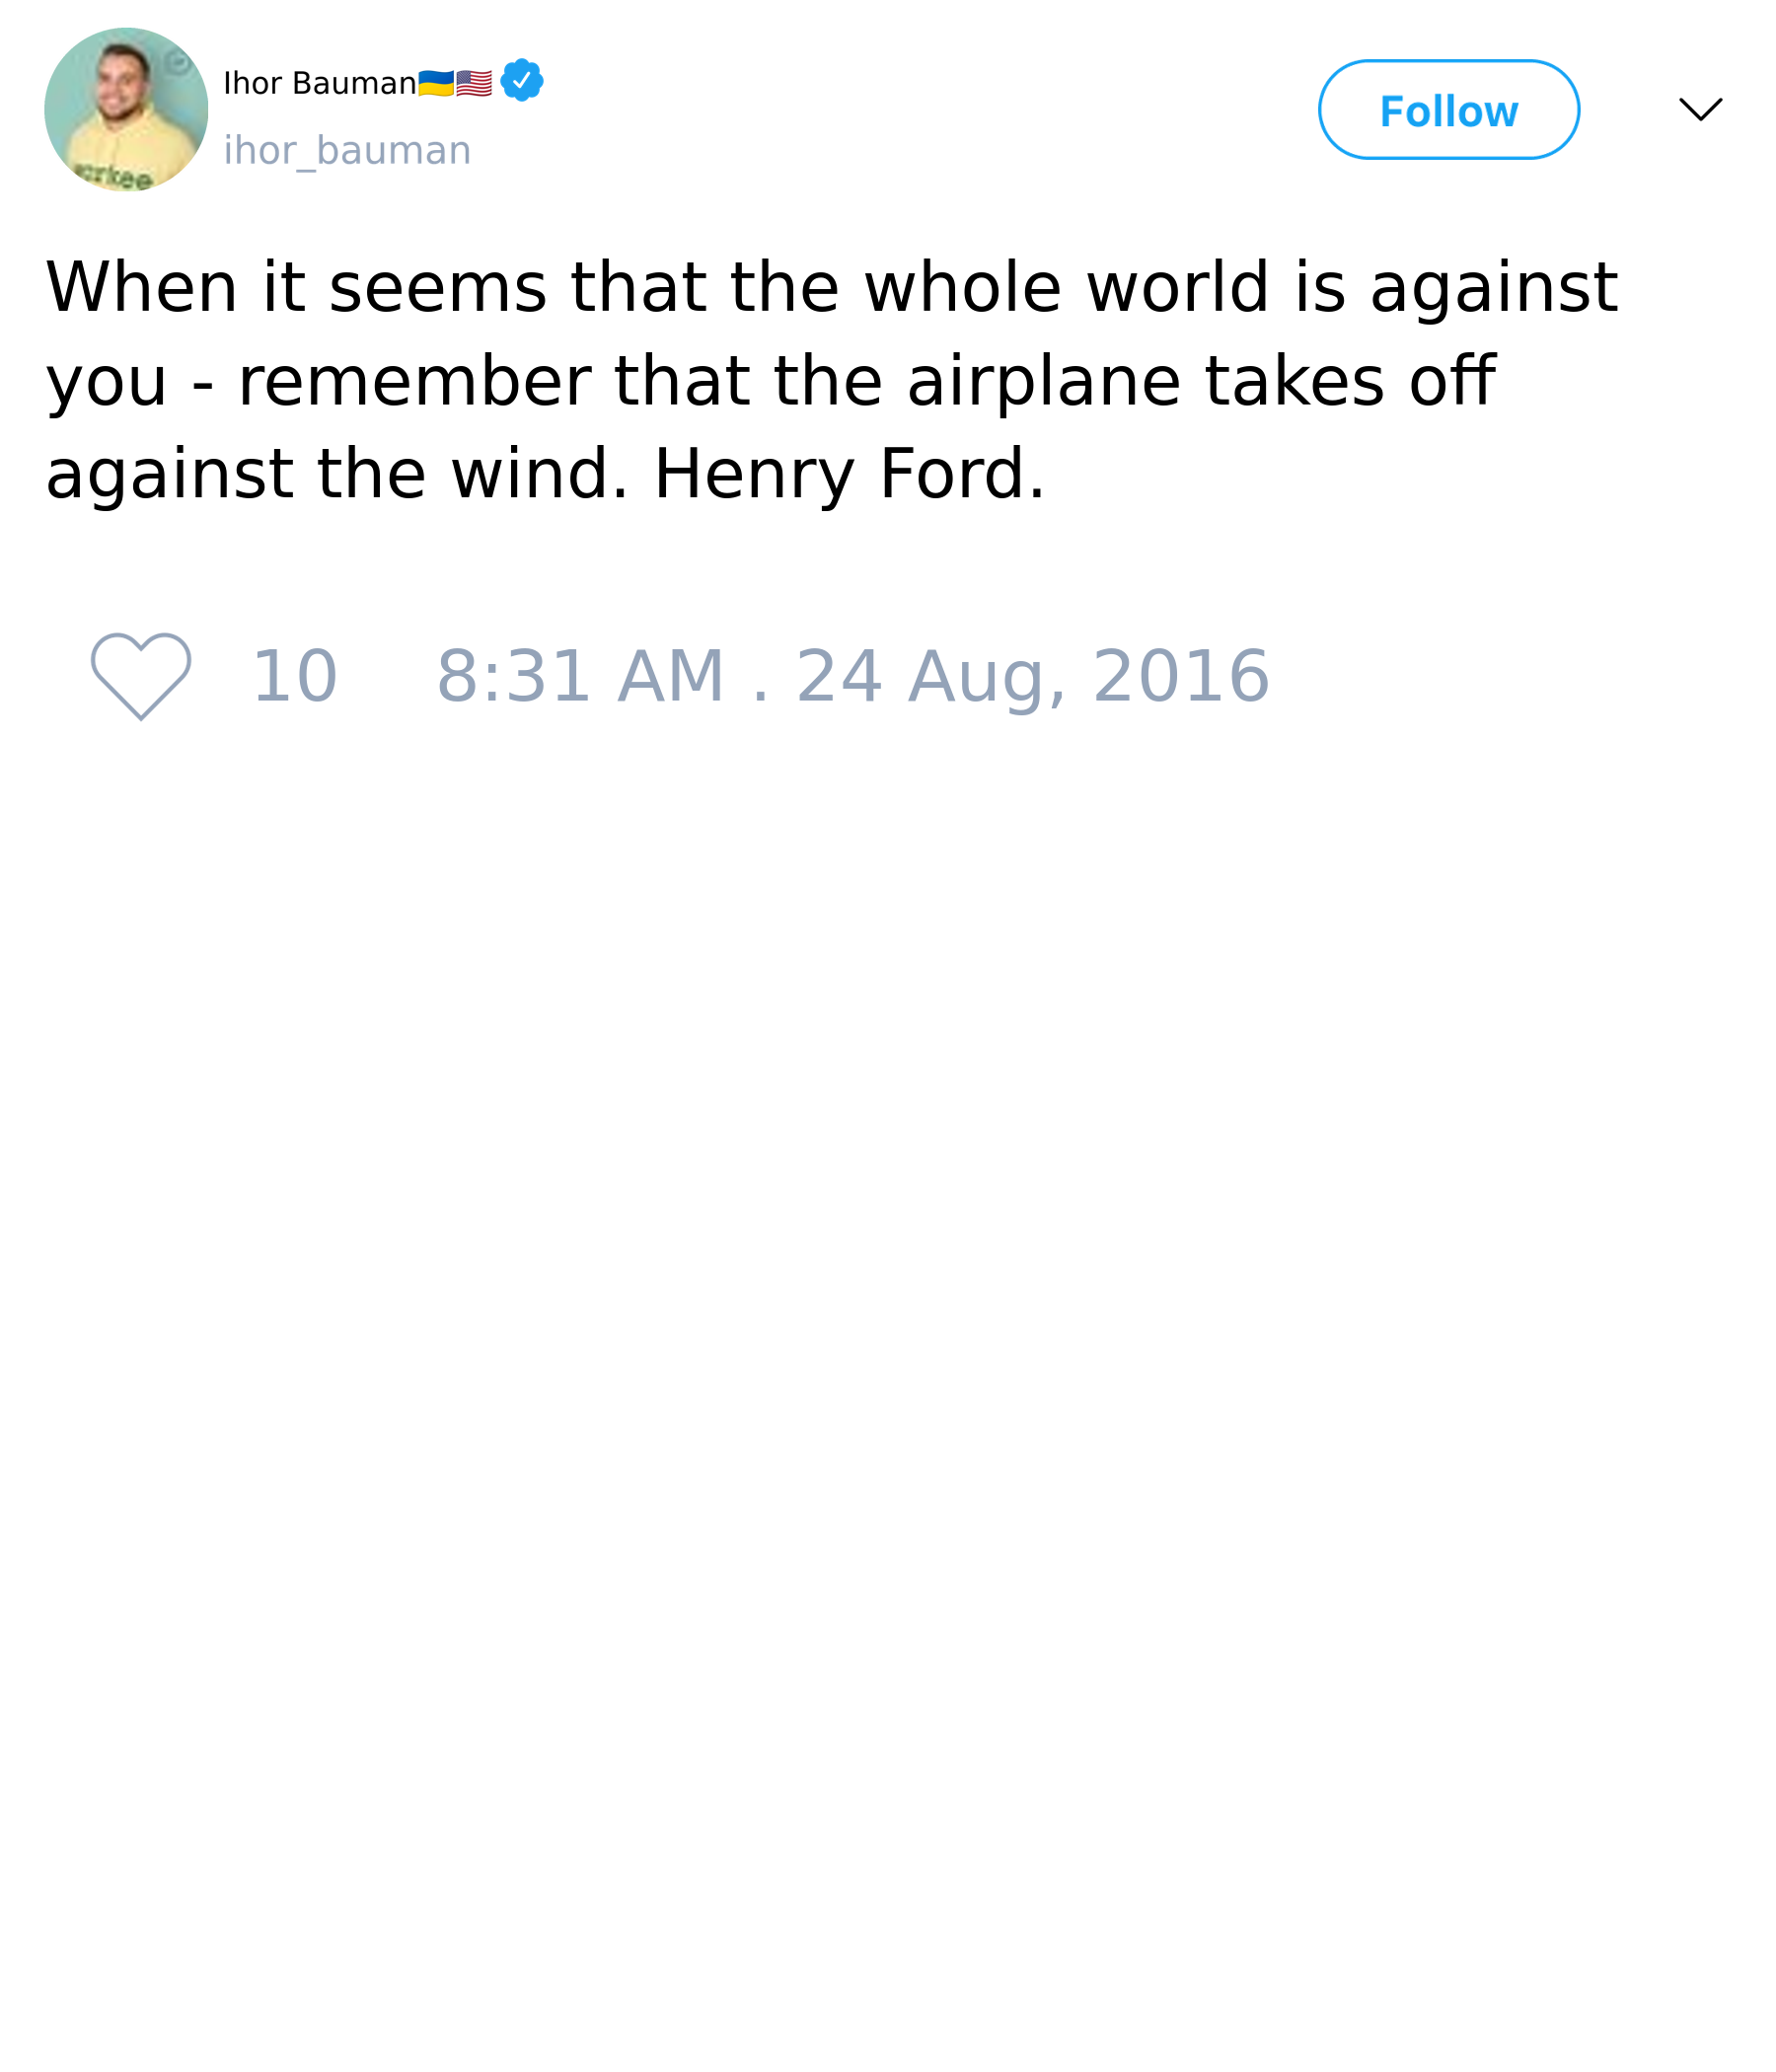 Ihor Bauman🇺🇦🇺🇸
ihor_bauman
Follow
When it seems that the whole world is against
you - remember that the airplane takes off
against the wind. Henry Ford.
10 8:31 AM . 24 Aug, 2016